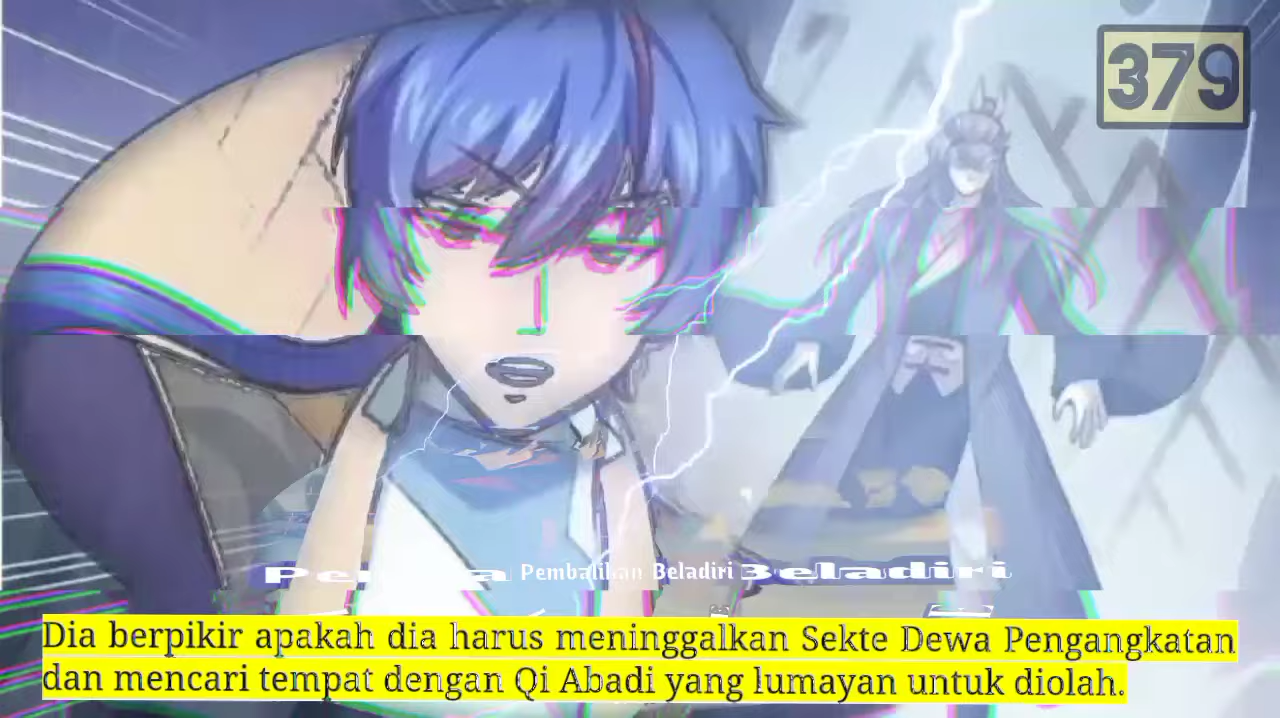 379
Pembalikan Beladiri
Beladiri
Dia berpikir apakah dia harus meninggalkan Sekte Dewa Pengangkatan
dan mencari tempat dengan Qi Abadi yang lumayan untuk diolah.